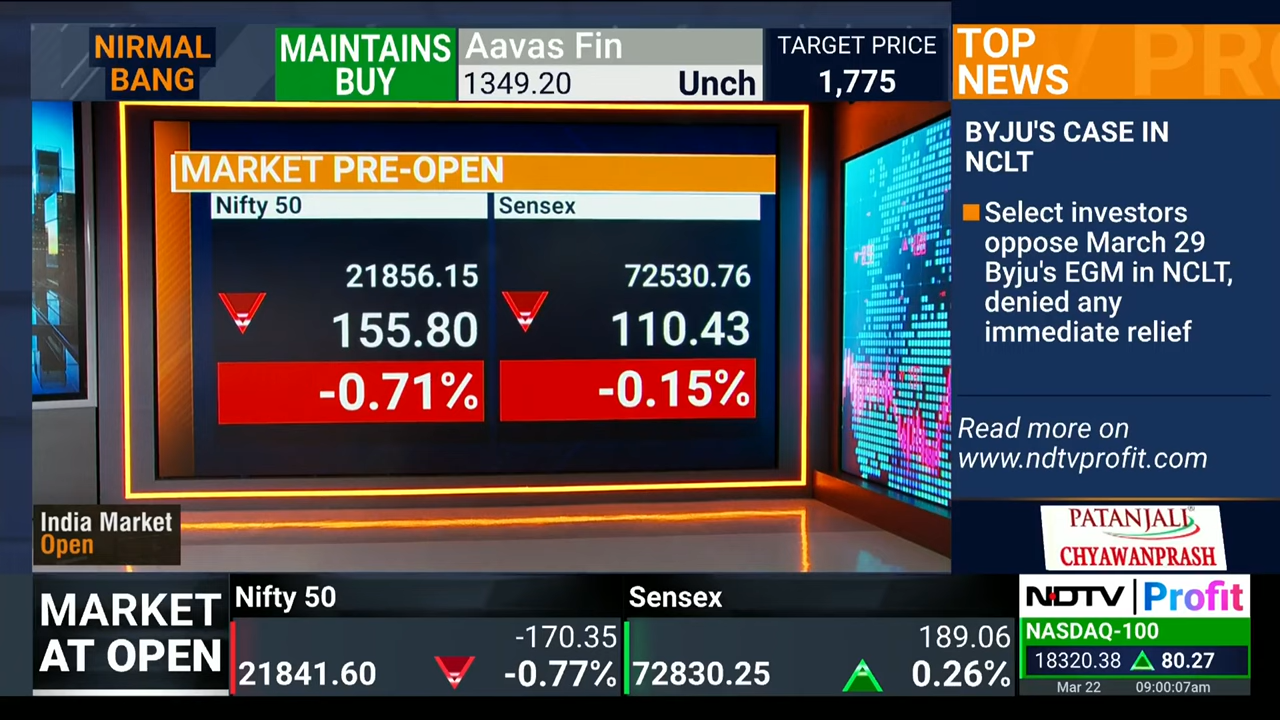 NIRMAL
BANG
MAINTAINS
BUY
Aavas Fin
1349.20 Unch
TARGET PRICE
1,775
TOP
NEWS
BYJU'S CASE IN
NCLT
Select investors
oppose March 29
Byju's EGM in NCLT,
denied any
immediate relief
Read more on
www.ndtvprofit.com
MARKET PRE-OPEN
Nifty 50
21856.15
155.80
-0.71%
Sensex
72530.76
110.43
-0.15%
India Market
Open
PATANJALI
CHYAWANPRASH
MARKET
AT OPEN
Nifty 50
-170.35
21841.60 -0.77%
Sensex
189.06
72830.25 0.26%
NDTV Profit
NASDAQ-100
18320.38 80.27
Mar 22 09:00:07am